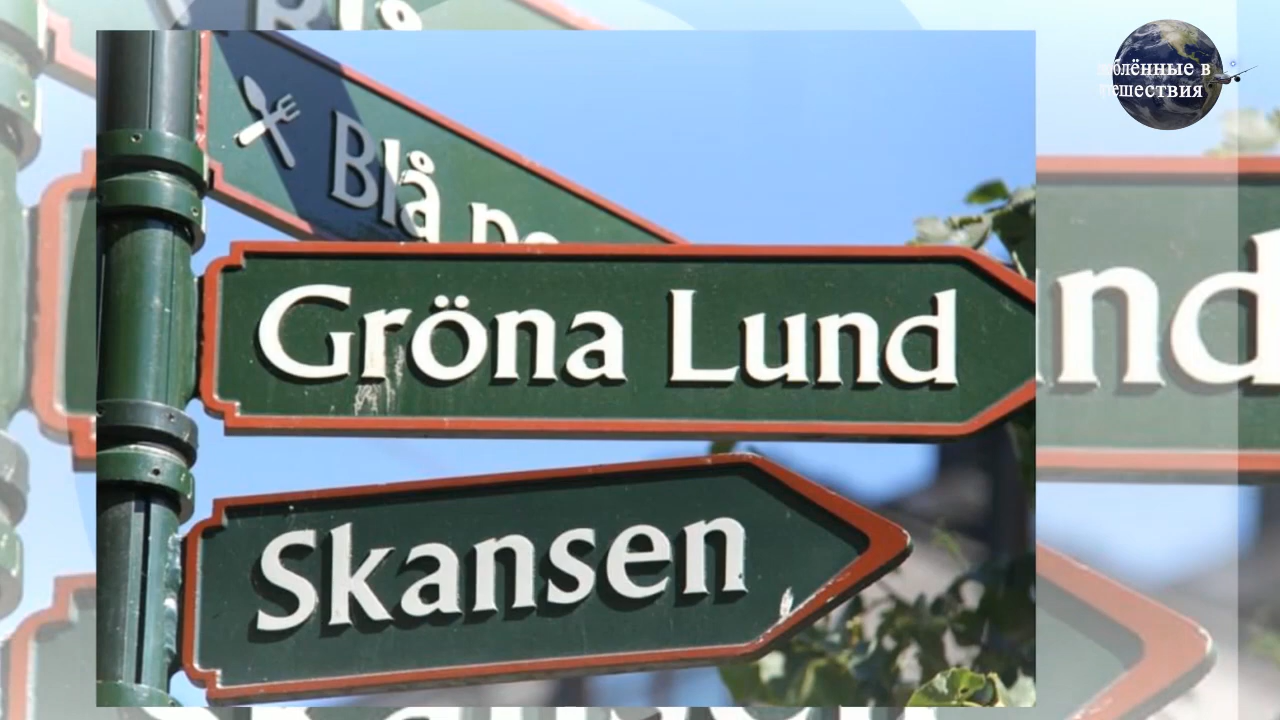 Blå
Gröna Lund
Skansen
в